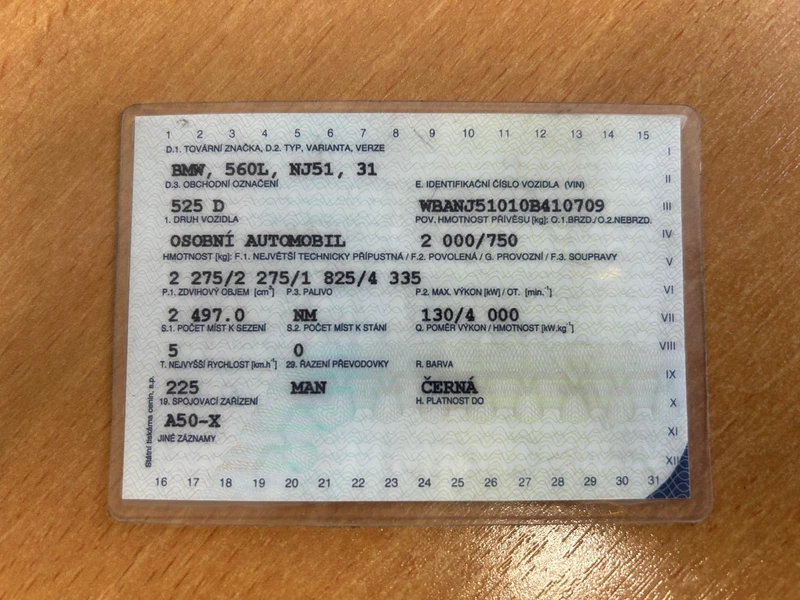 1 2 3 4 5 6 7 8 9 10 11 12 13 14 15
D.1. TOVÁRNÍ ZNAČKA, D.2. TYP, VARIANTA, VERZE
I
BMW, 560L, NJ51, 31
D.3. OBCHODNÍ OZNAČENÍ E. IDENTIFIKAČNÍ ČÍSLO VOZIDLA (VIN)
II
525 D WBANJ51010B410709
III
1. DRUH VOZIDLA POV. HMOTNOST PŘÍVĚSU [kg]: O.1.BRZD./O.2.NEBRZD.
OSOBNÍ AUTOMOBIL 2 000/750
IV
HMOTNOST [kg]: F.1. NEJVĚTŠÍ TECHNICKY PŘÍPUSTNÁ / F.2. POVOLENÁ / G. PROVOZNÍ / F.3. SOUPRAVY
V
2 275/2 275/1 825/4 335
P.1. ZDVIHOVÝ OBJEM [cm³] P.3. PALIVO P.2. MAX. VÝKON [kW] / OT. [min.⁻¹]
VI
2 497.0 NM 130/4 000
VII
S.1. POČET MÍST K SEZENÍ S.2. POČET MÍST K STÁNÍ Q. POMĚR VÝKON / HMOTNOST [kW.kg⁻¹]
5 0
VIII
T. NEJVYŠŠÍ RYCHLOST [km.h⁻¹] 29. ŘAZENÍ PŘEVODOVKY R. BARVA
IX
225 MAN ČERNÁ
19. SPOJOVACÍ ZAŘÍZENÍ H. PLATNOST DO
X
A50-X
XI
JINÉ ZÁZNAMY
XII
Státní tiskárna cenin, s.p.
16 17 18 19 20 21 22 23 24 25 26 27 28 29 30 31